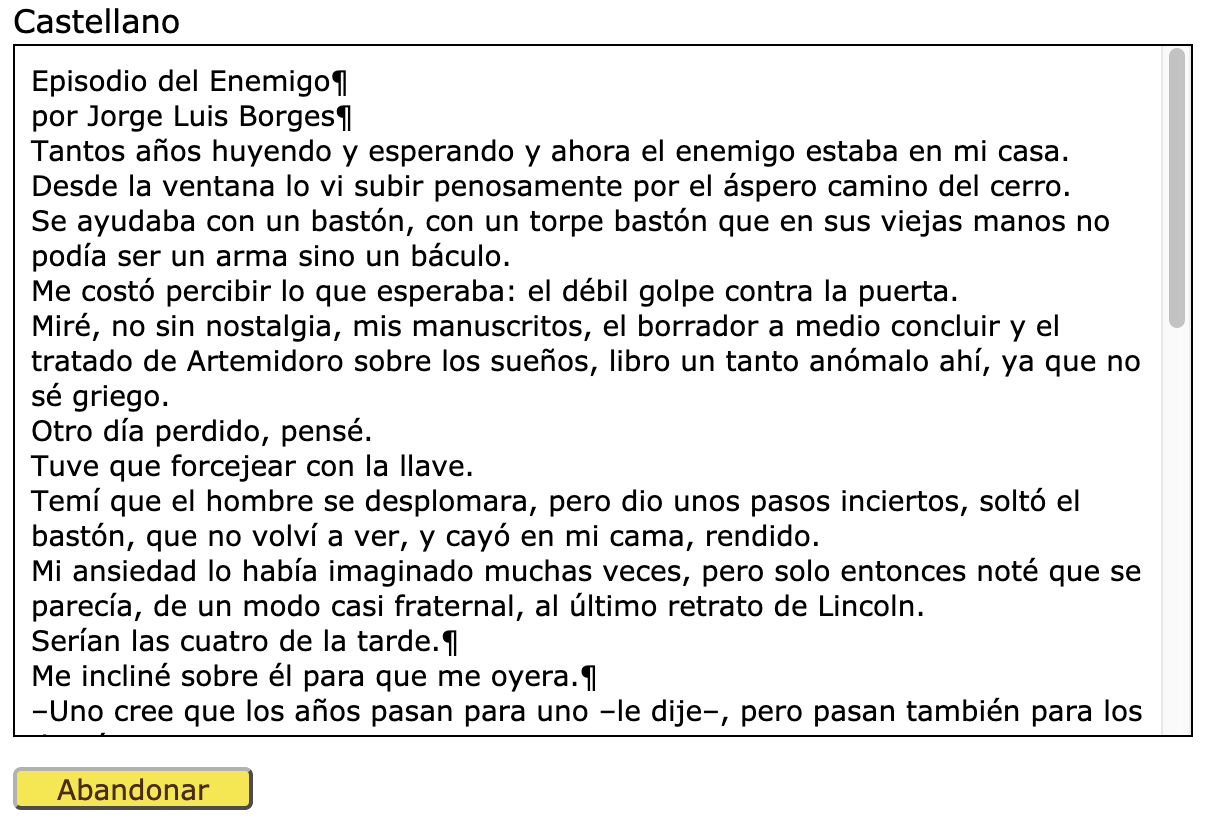 Castellano
Episodio del Enemigo¶
por Jorge Luis Borges¶
Tantos años huyendo y esperando y ahora el enemigo estaba en mi casa.
Desde la ventana lo vi subir penosamente por el áspero camino del cerro.
Se ayudaba con un bastón, con un torpe bastón que en sus viejas manos no
podía ser un arma sino un báculo.
Me costó percibir lo que esperaba: el débil golpe contra la puerta.
Miré, no sin nostalgia, mis manuscritos, el borrador a medio concluir y el
tratado de Artemidoro sobre los sueños, libro un tanto anómalo ahí, ya que no
sé griego.
Otro día perdido, pensé.
Tuve que forcejear con la llave.
Temí que el hombre se desplomara, pero dio unos pasos inciertos, soltó el
bastón, que no volví a ver, y cayó en mi cama, rendido.
Mi ansiedad lo había imaginado muchas veces, pero solo entonces noté que se
parecía, de un modo casi fraternal, al último retrato de Lincoln.
Serían las cuatro de la tarde.¶
Me incliné sobre él para que me oyera.¶
–Uno cree que los años pasan para uno –le dije–, pero pasan también para los
Abandonar